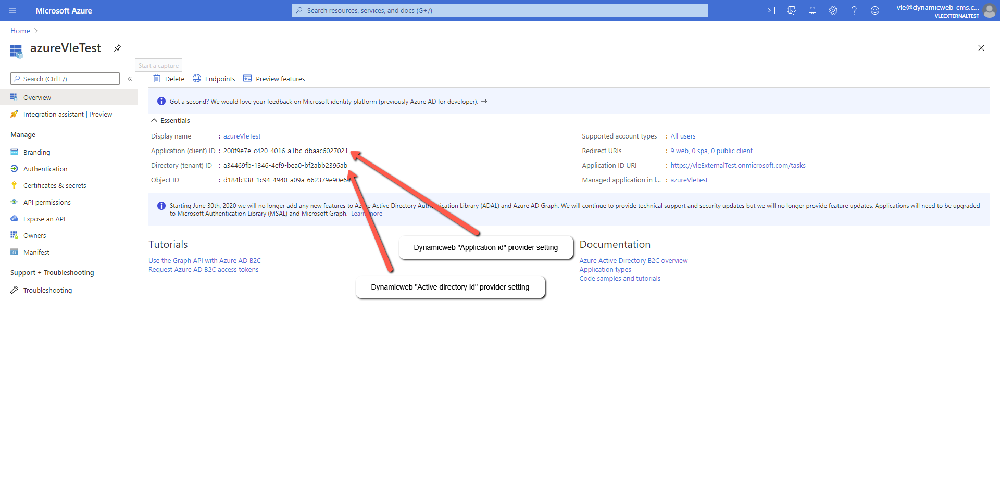 Microsoft Azure
Search resources, services, and docs (G+/)
vle@dynamicweb-cms.c...
VLEEXTERNALTEST
Home
azureVleTest
Start a capture
Search (Ctrl+/)
«
Delete
Endpoints
Preview features
Overview
Integration assistant | Preview
Manage
Branding
Authentication
Certificates & secrets
API permissions
Expose an API
Owners
Manifest
Support + Troubleshooting
Troubleshooting
Got a second? We would love your feedback on Microsoft identity platform (previously Azure AD for developer). →
Essentials
Display name : azureVleTest
Application (client) ID : 200f9e7e-c420-4016-a1bc-dbaac6027021
Directory (tenant) ID : a34469fb-1346-4ef9-bea0-bf2abb2396ab
Object ID : d184b338-1c94-4940-a09a-662379e90e64
Supported account types : All users
Redirect URIs : 9 web, 0 spa, 0 public client
Application ID URI : https://vleExternalTest.onmicrosoft.com/tasks
Managed application in l... : azureVleTest
Starting June 30th, 2020 we will no longer add any new features to Azure Active Directory Authentication Library (ADAL) and Azure AD Graph. We will continue to provide technical support and security updates but we will no longer provide feature updates. Applications will need to be upgraded
to Microsoft Authentication Library (MSAL) and Microsoft Graph. Learn more
Tutorials
Use the Graph API with Azure AD B2C
Request Azure AD B2C access tokens
Dynamicweb "Application id" provider setting
Dynamicweb "Active directory id" provider setting
Documentation
Azure Active Directory B2C overview
Application types
Code samples and tutorials